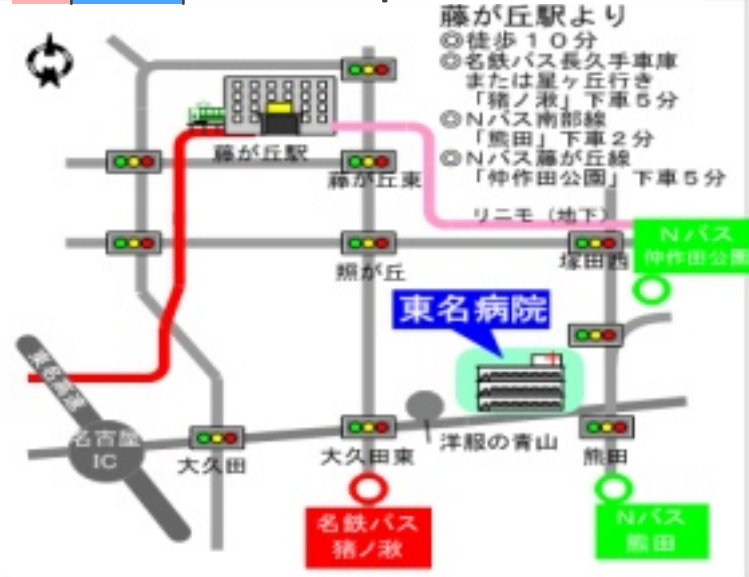 藤が丘駅より
◎徒歩１０分
◎名鉄バス長久手車庫
または星ヶ丘行き
「猪ノ湫」下車５分
◎Nバス南部線
「熊田」下車２分
◎Nバス藤が丘線
「仲作田公園」下車５分
藤が丘駅
藤が丘東
リニモ（地下）
Nバス
仲作田公園
照が丘
塚田西
東名病院
東名高速
名古屋
IC
大久田
大久田東
洋服の青山
熊田
名鉄バス
猪ノ湫
Nバス
熊田